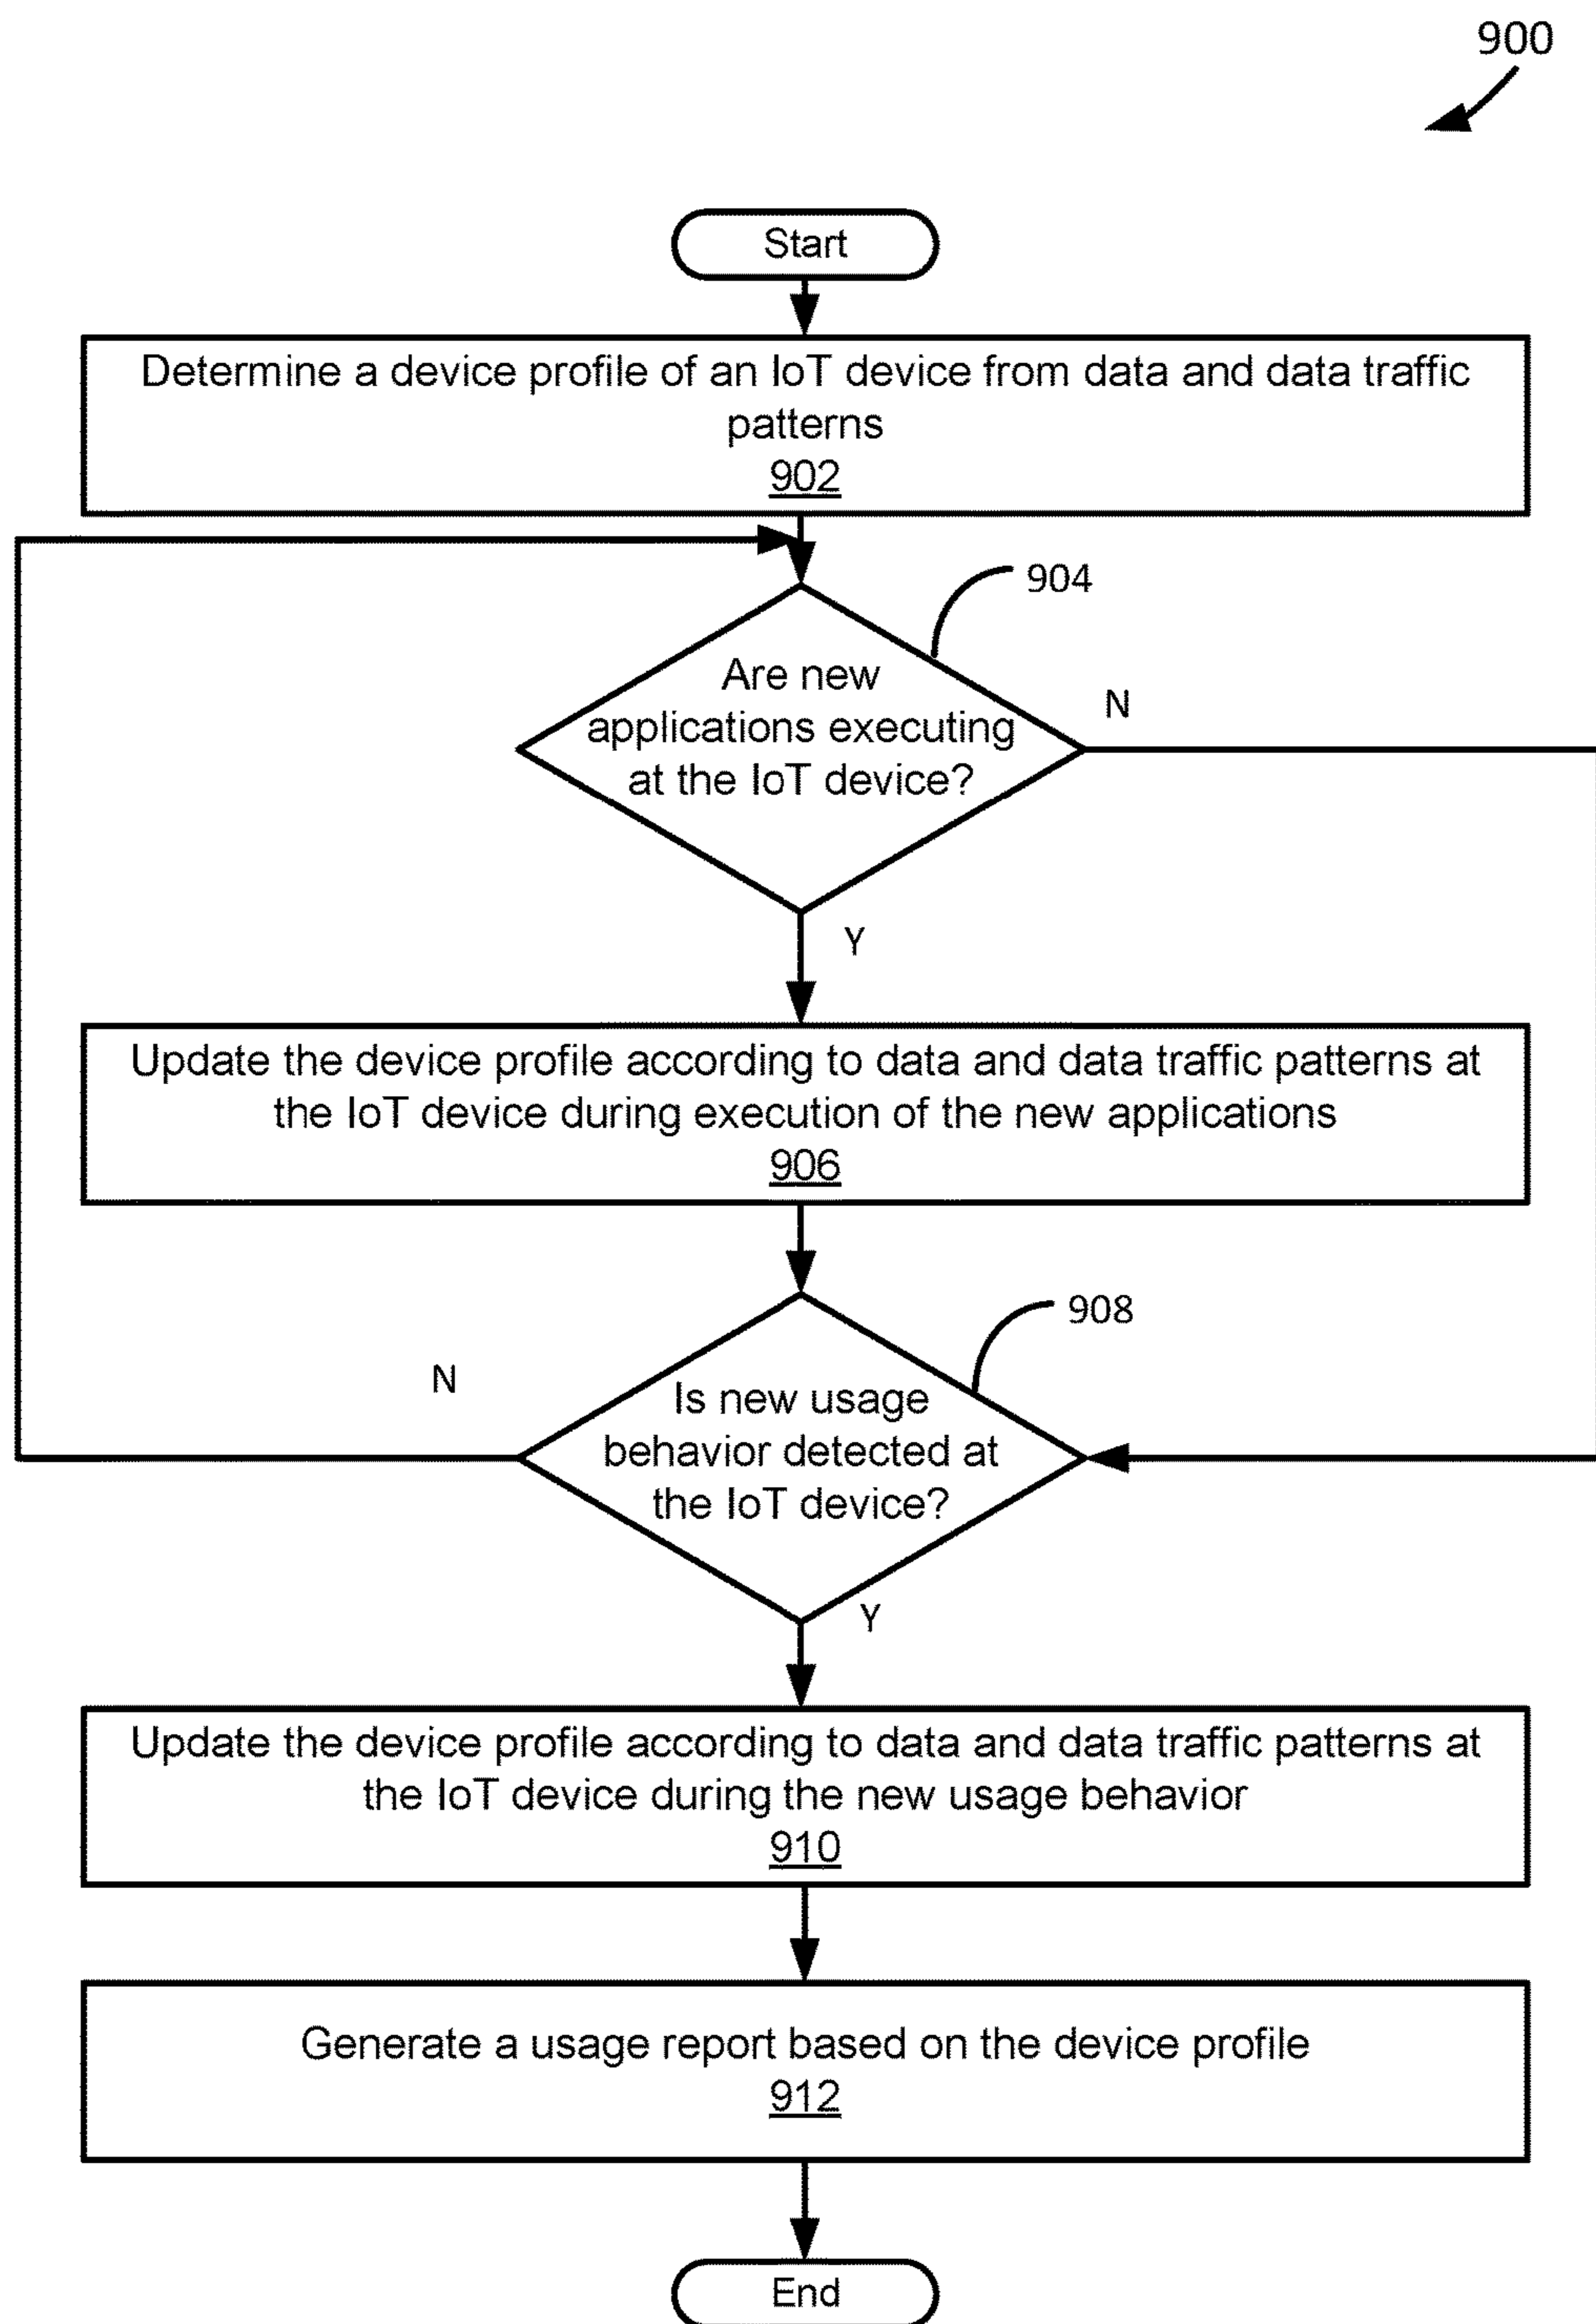 900
Start
Determine a device profile of an IoT device from data and data traffic
patterns
902
904
Are new
applications executing
at the IoT device?
N
Y
Update the device profile according to data and data traffic patterns at
the IoT device during execution of the new applications
906
908
N
Is new usage
behavior detected at
the IoT device?
Y
Update the device profile according to data and data traffic patterns at
the IoT device during the new usage behavior
910
Generate a usage report based on the device profile
912
End